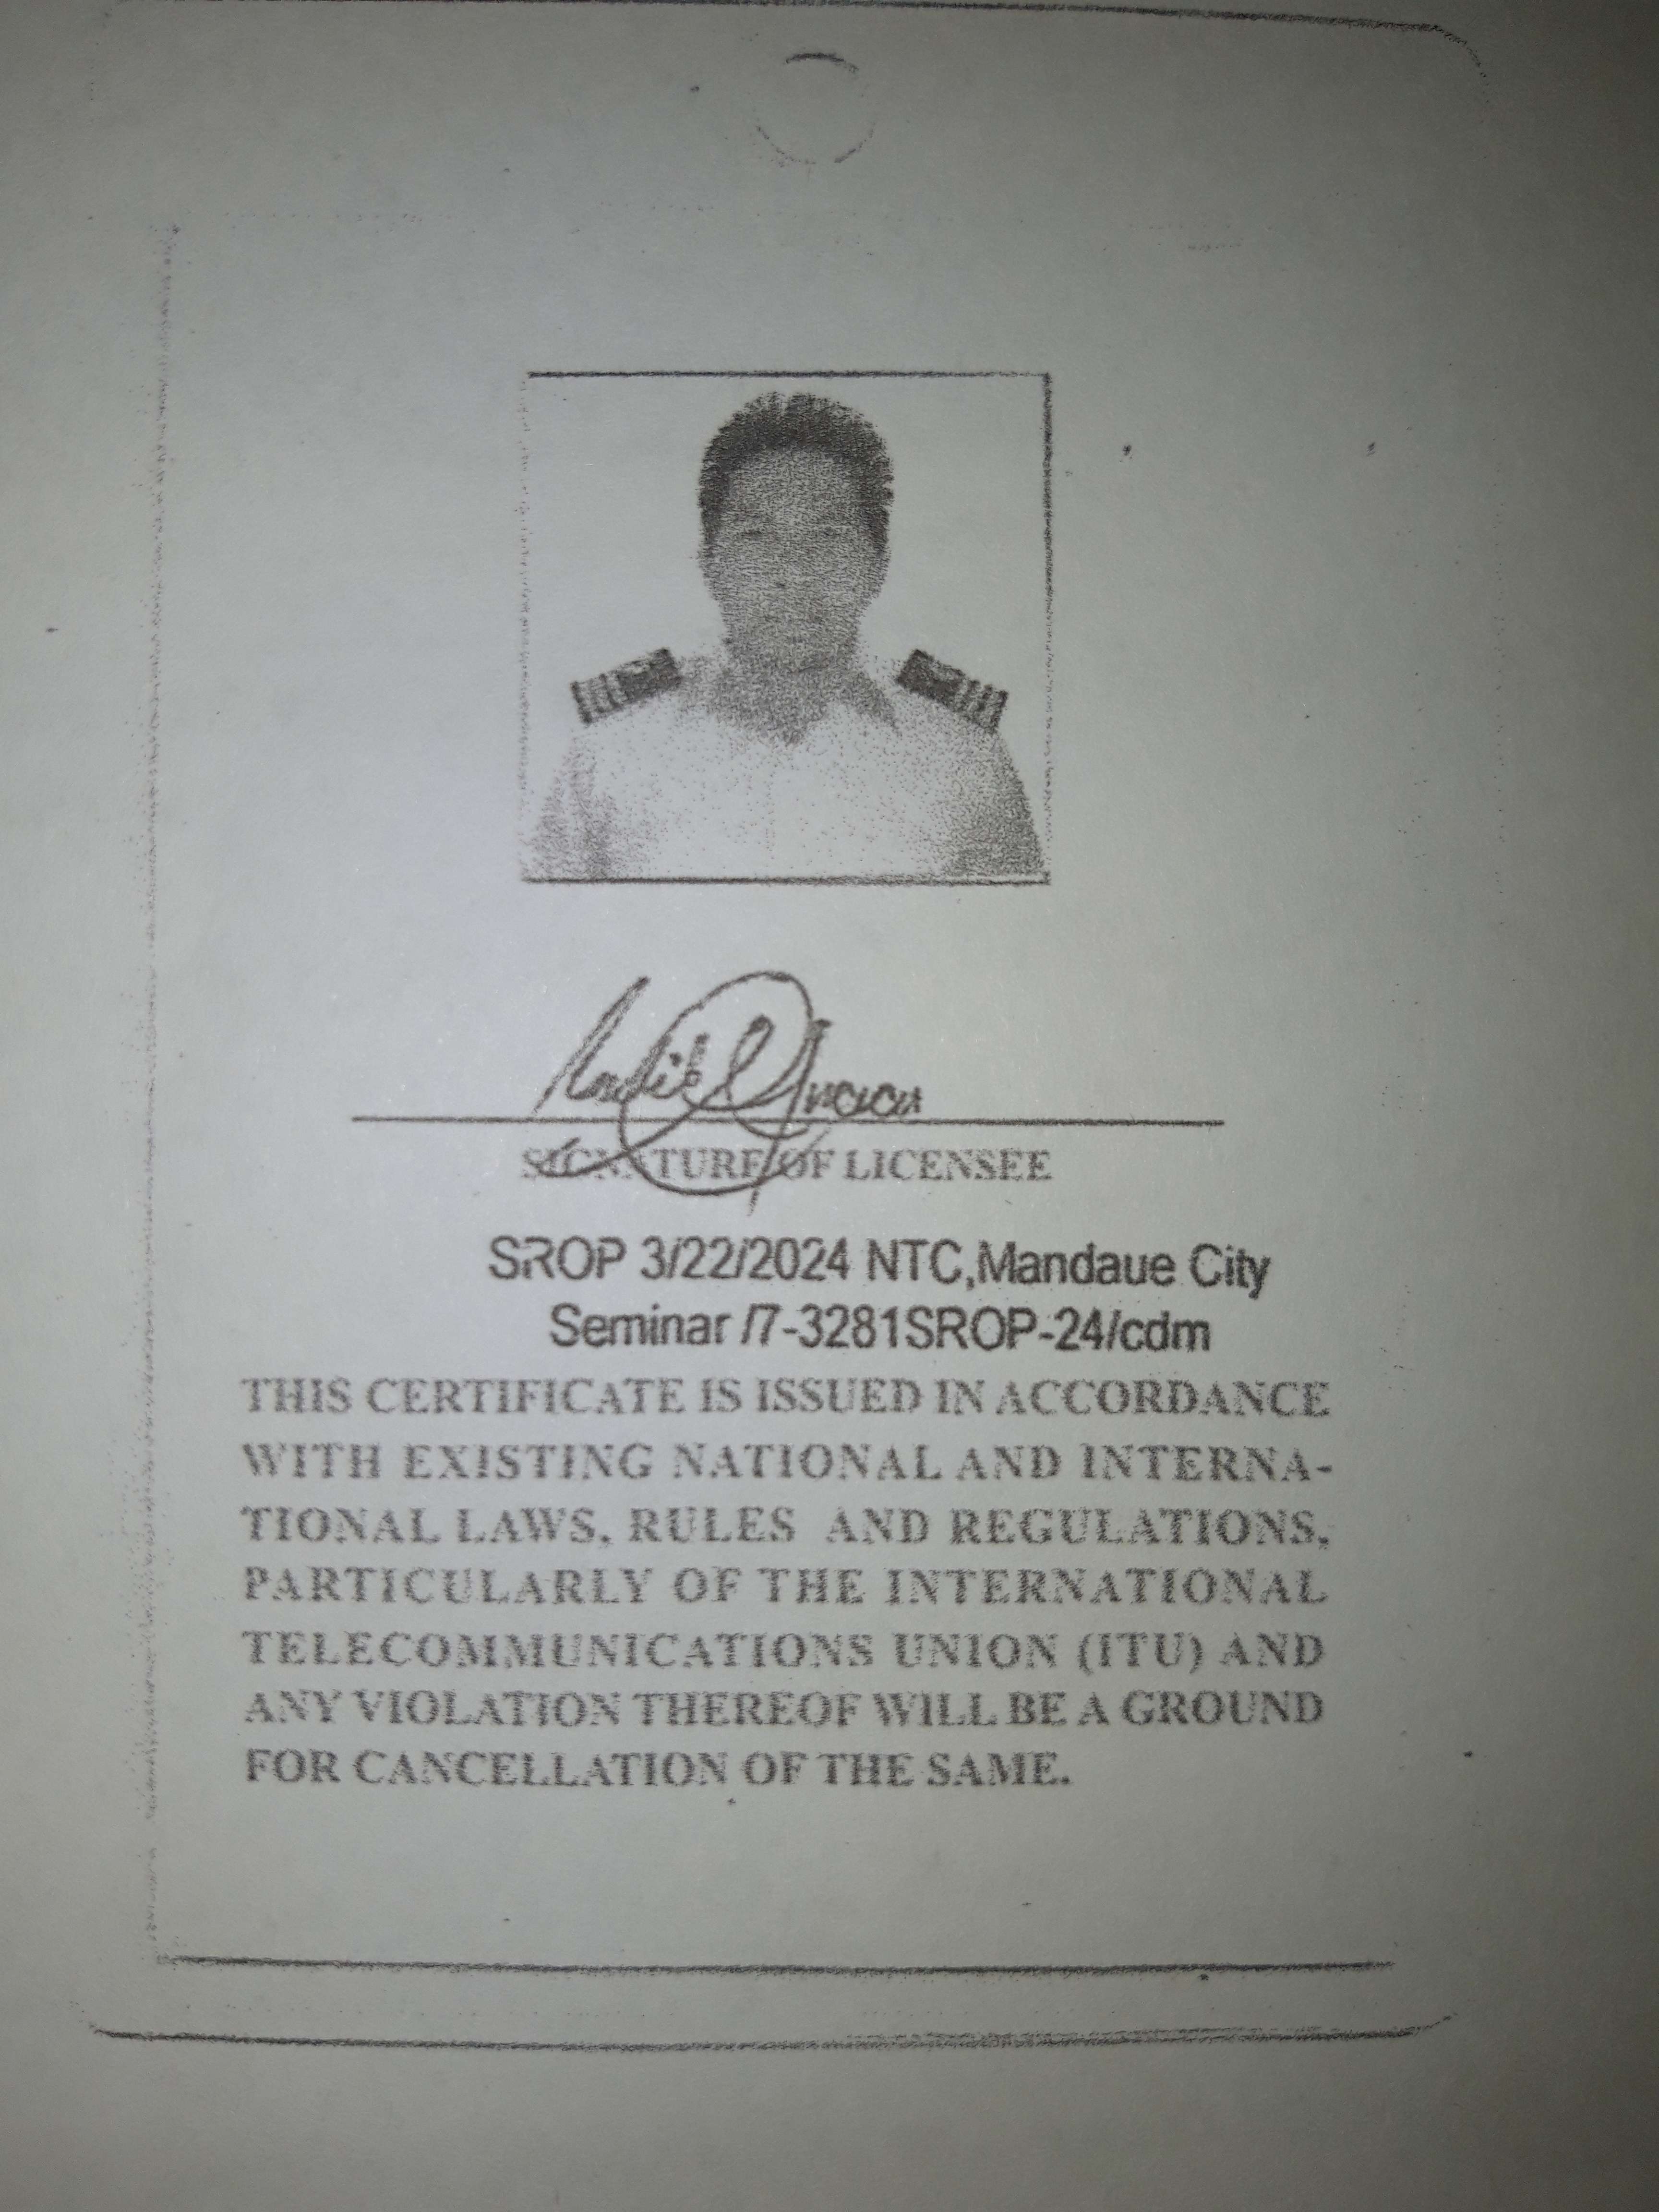 SIGNATURE OF LICENSEE
SROP 3/22/2024 NTC,Mandaue City
Seminar /7-3281SROP-24/cdm
THIS CERTIFICATE IS ISSUED IN ACCORDANCE
WITH EXISTING NATIONAL AND INTERNA-
TIONAL LAWS, RULES AND REGULATIONS,
PARTICULARLY OF THE INTERNATIONAL
TELECOMMUNICATIONS UNION (ITU) AND
ANY VIOLATION THEREOF WILL BE A GROUND
FOR CANCELLATION OF THE SAME.